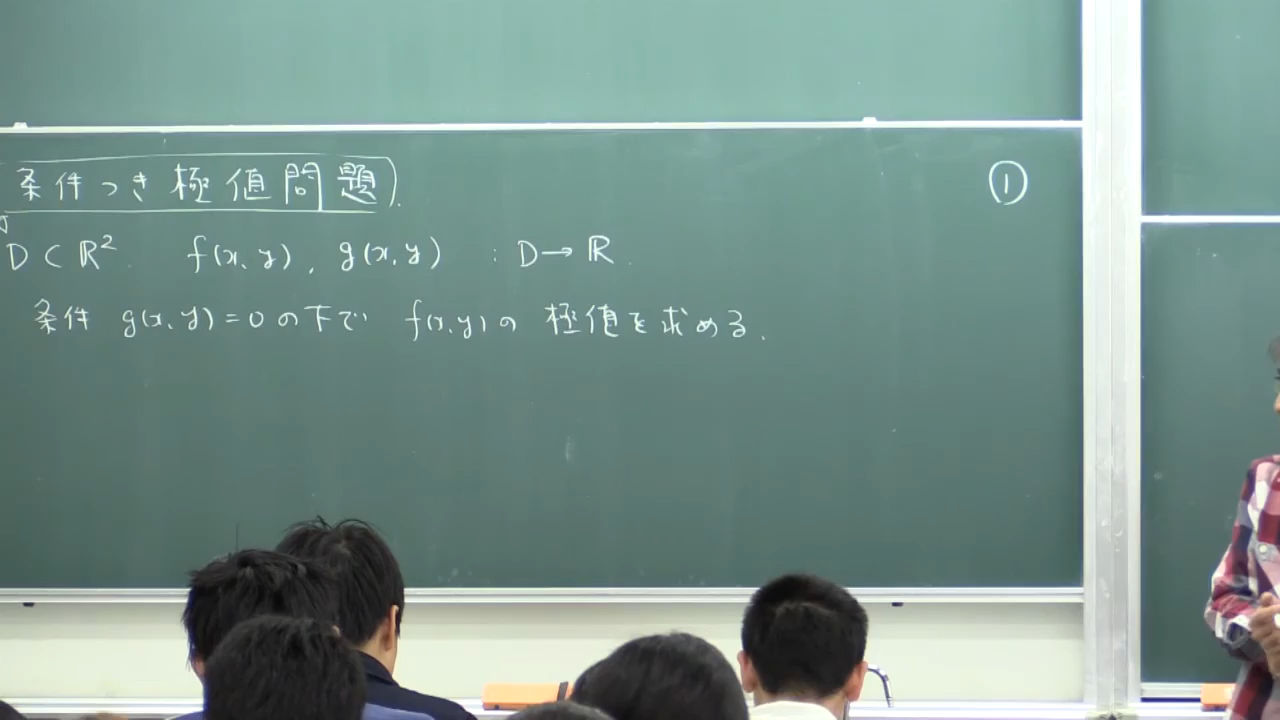 条件つき極値問題. ①
D ⊂ ℝ². f(x, y), g(x, y) : D → ℝ.
条件 g(x, y) = 0 の下で f(x, y) の 極値を求める.